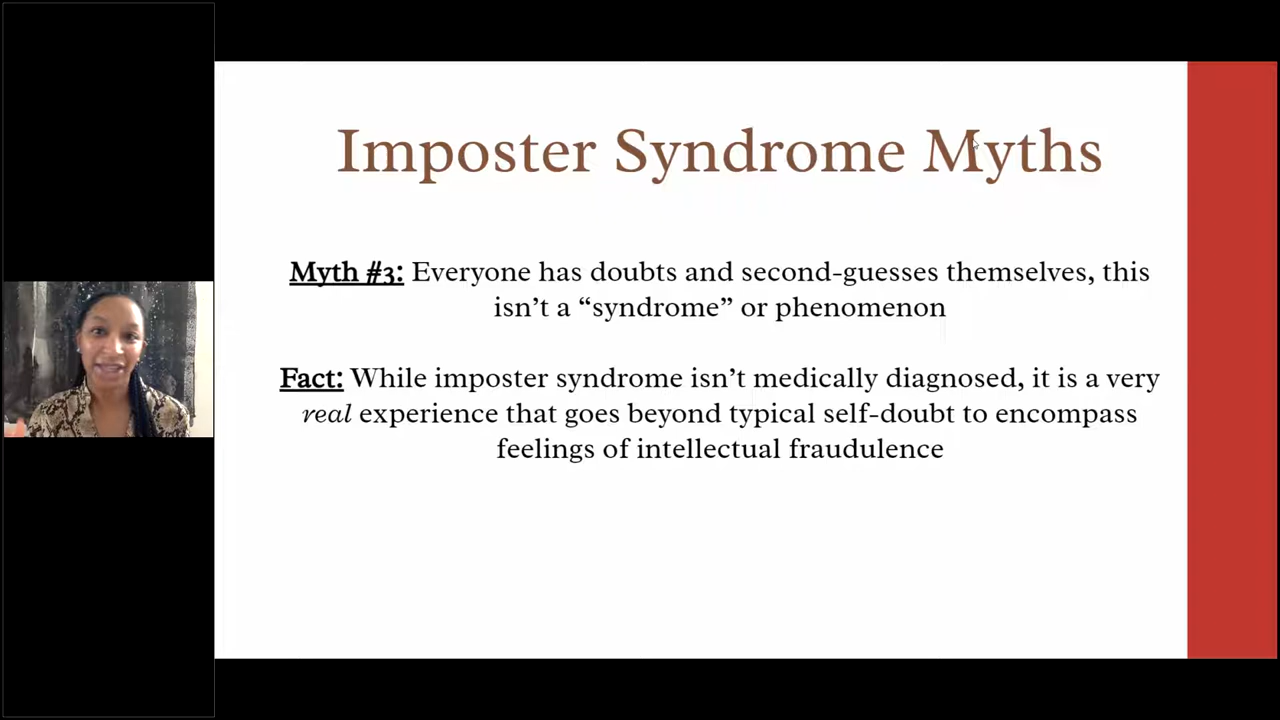 Imposter Syndrome Myths
Myth #3: Everyone has doubts and second-guesses themselves, this
isn’t a “syndrome” or phenomenon
Fact: While imposter syndrome isn’t medically diagnosed, it is a very
real experience that goes beyond typical self-doubt to encompass
feelings of intellectual fraudulence